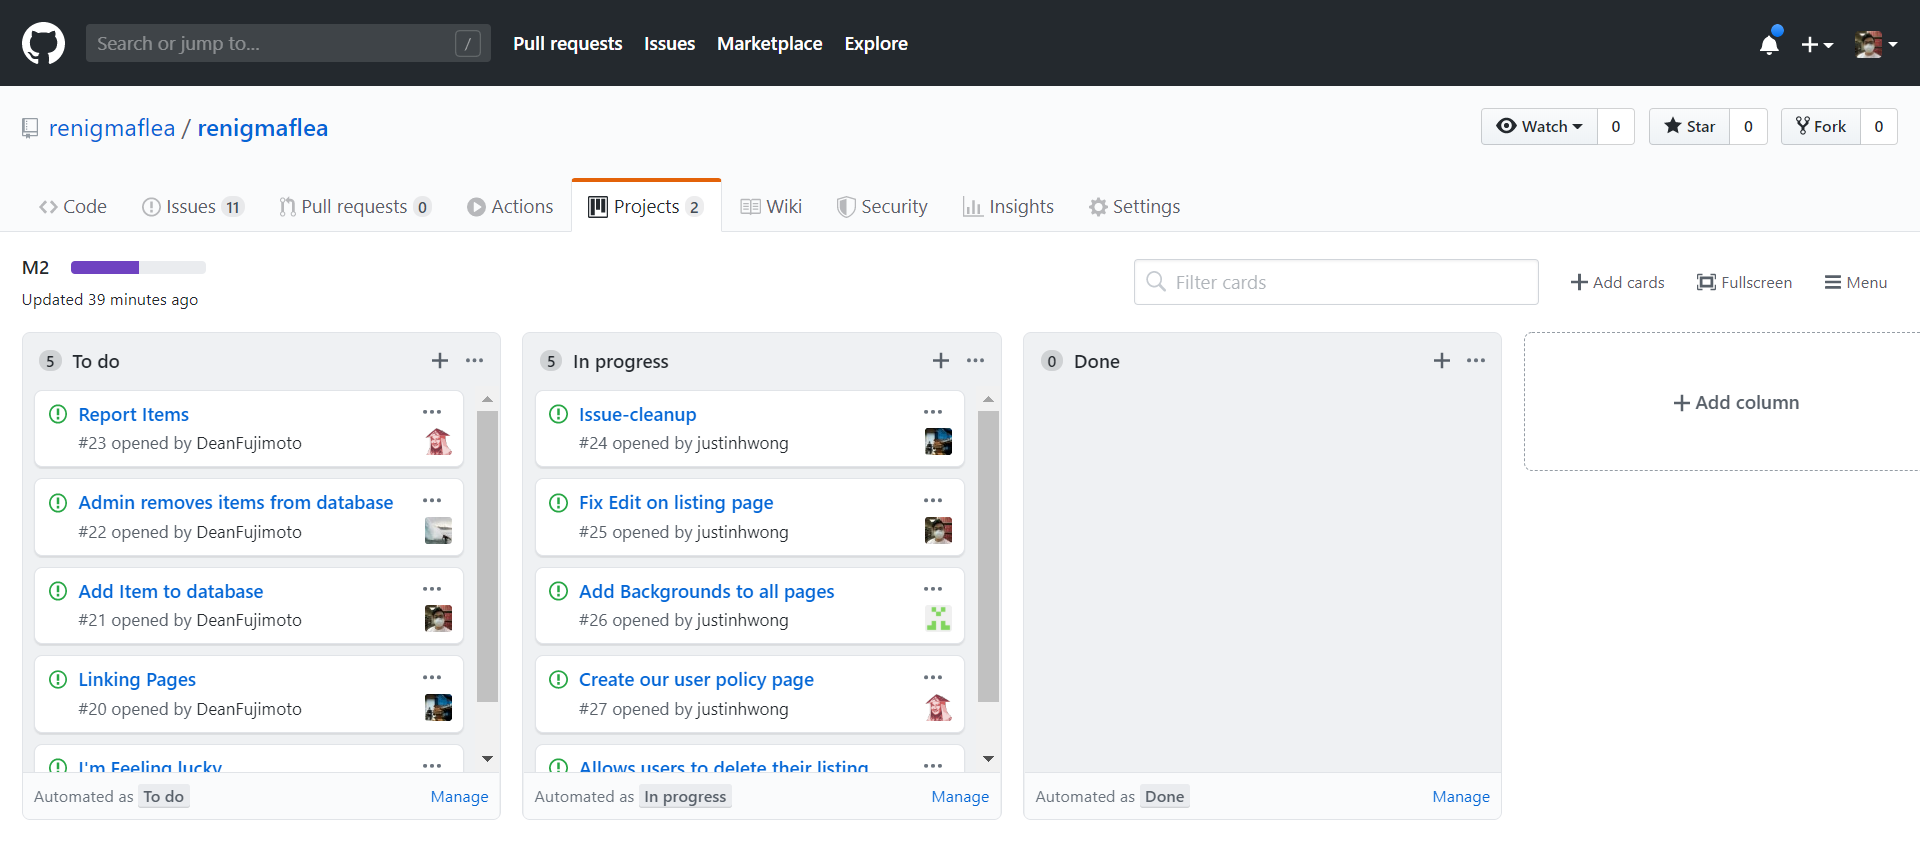 Search or jump to... /
Pull requests Issues Marketplace Explore
renigmaflea / renigmaflea
Watch 0 Star 0 Fork 0
Code Issues 11 Pull requests 0 Actions Projects 2 Wiki Security Insights Settings
M2
Updated 39 minutes ago
Filter cards
Add cards Fullscreen Menu
5 To do
Report Items
#23 opened by DeanFujimoto
Admin removes items from database
#22 opened by DeanFujimoto
Add Item to database
#21 opened by DeanFujimoto
Linking Pages
#20 opened by DeanFujimoto
I'm Feeling lucky
Automated as To do Manage
5 In progress
Issue-cleanup
#24 opened by justinhwong
Fix Edit on listing page
#25 opened by justinhwong
Add Backgrounds to all pages
#26 opened by justinhwong
Create our user policy page
#27 opened by justinhwong
Allows users to delete their listing
Automated as In progress Manage
0 Done
Automated as Done Manage
Add column